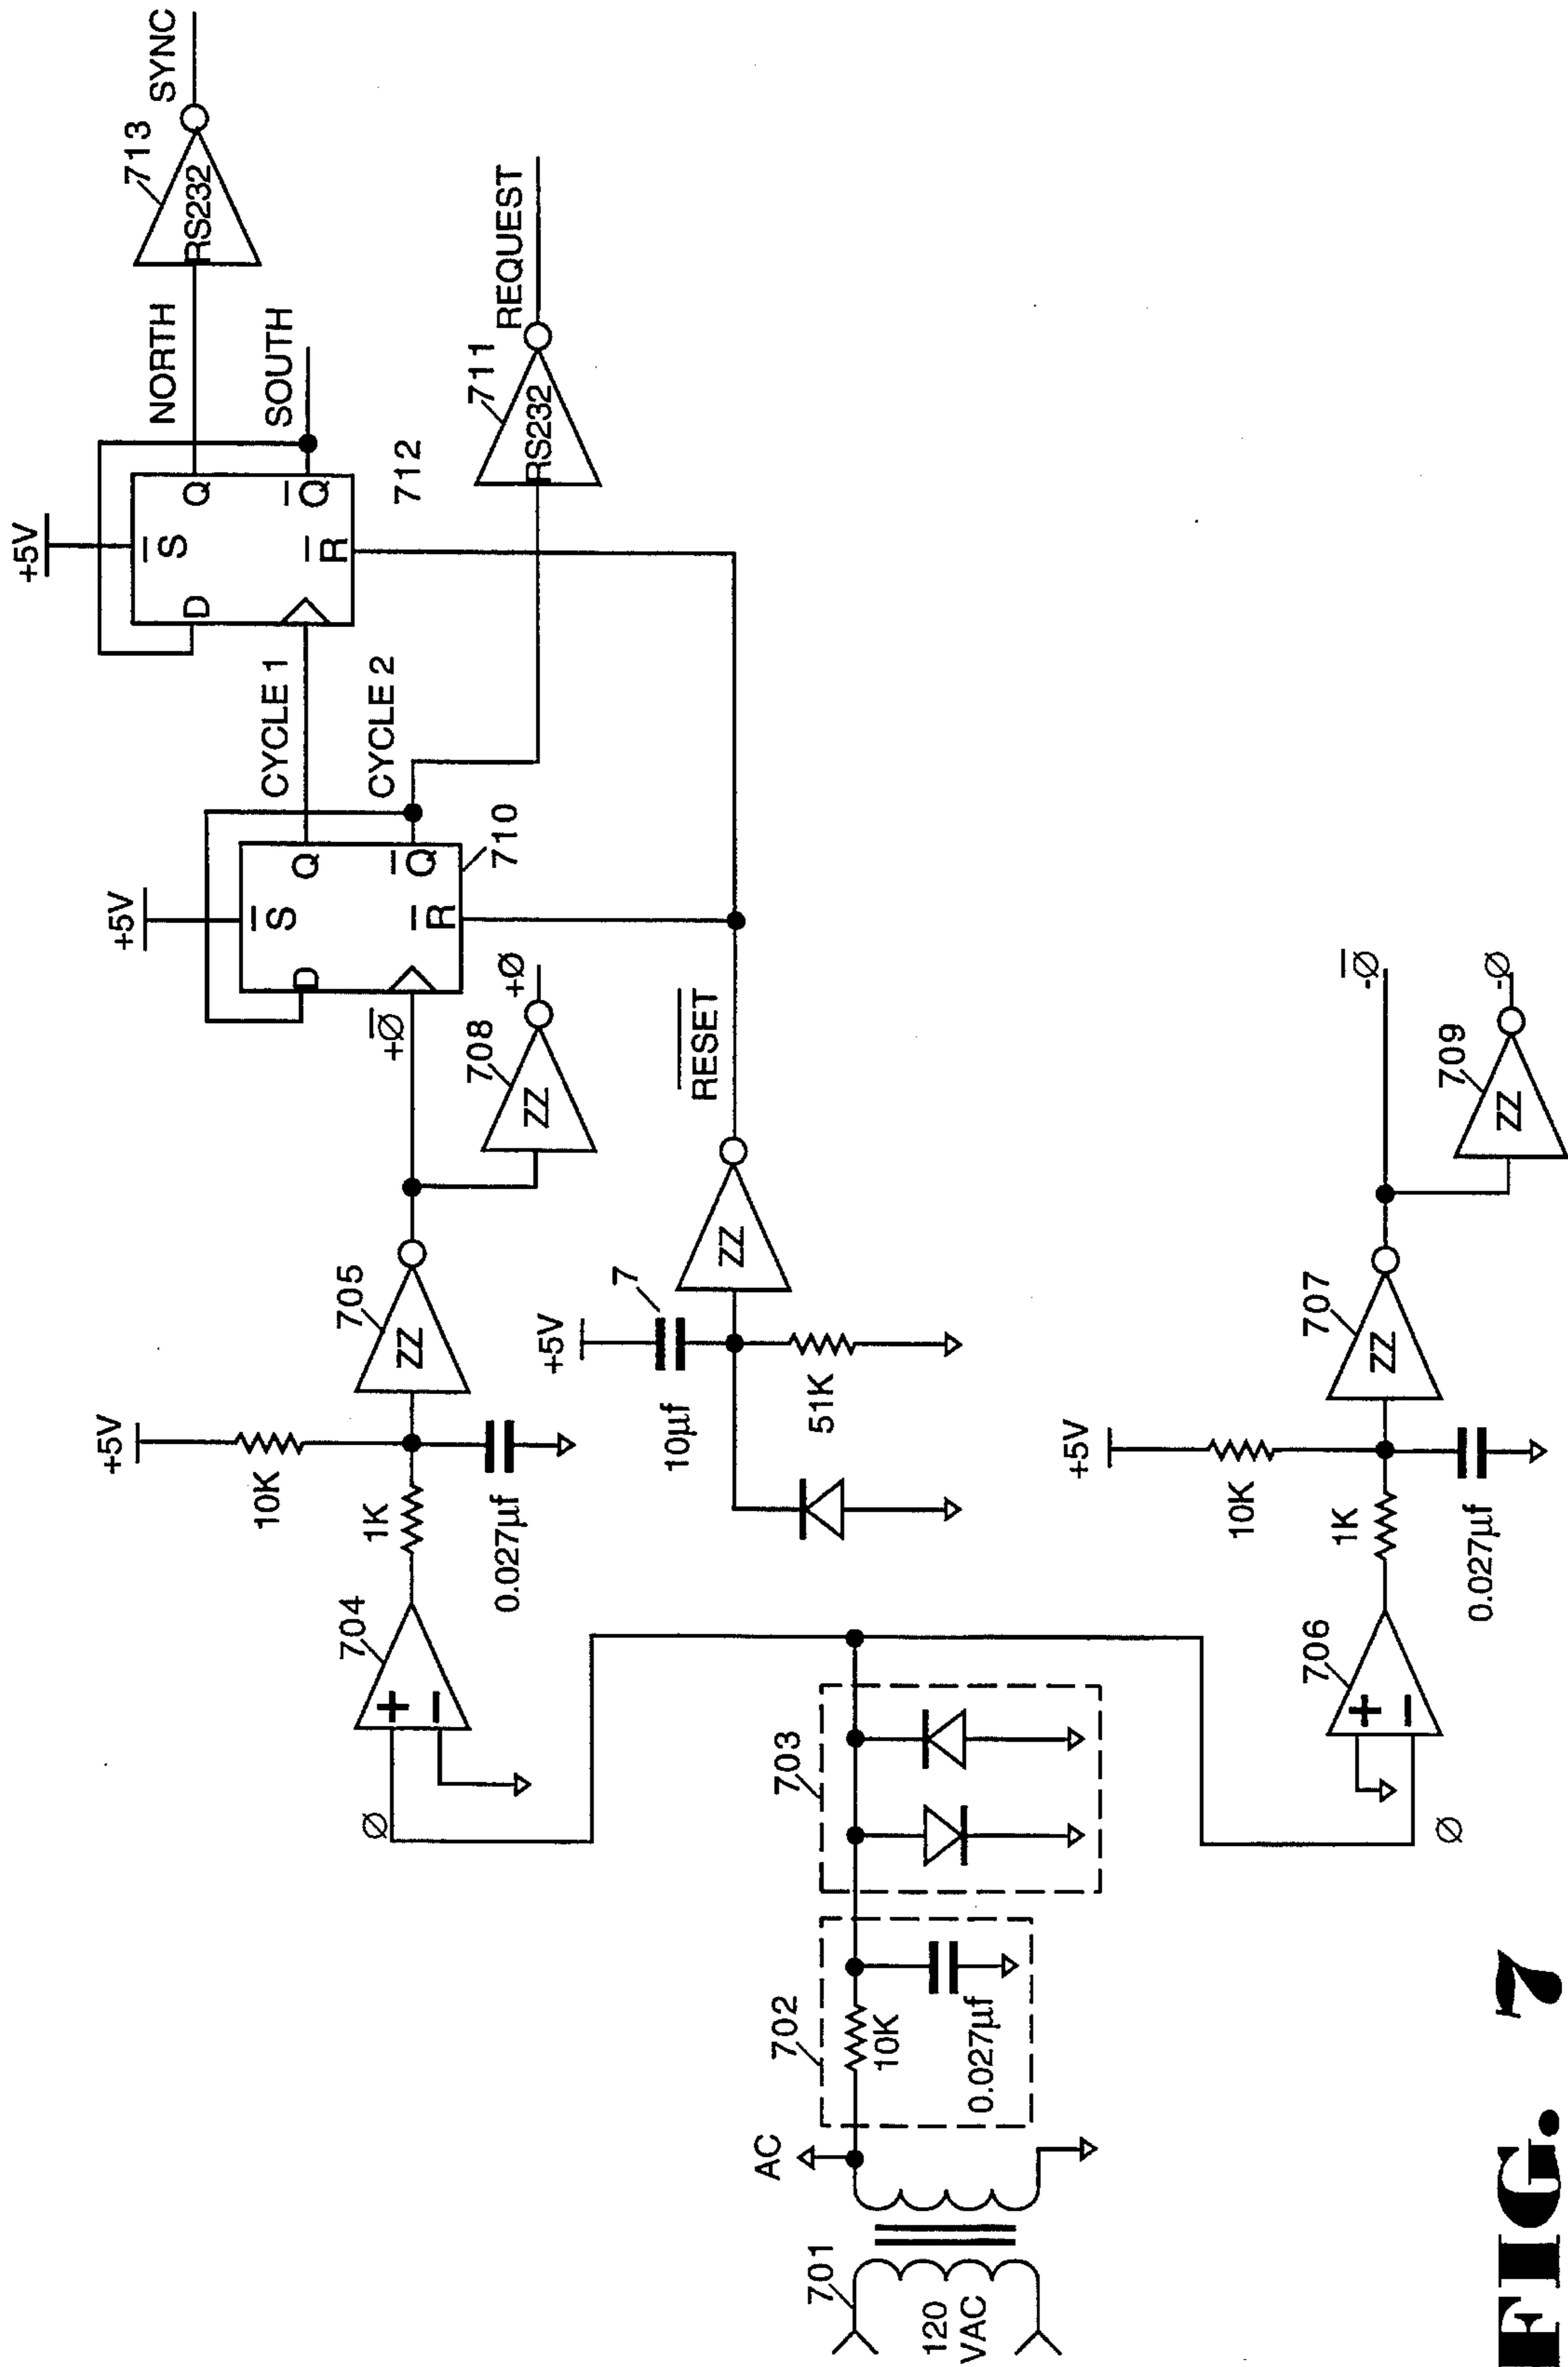 701
120
VAC
AC
702
10K
0.027µf
703
Ø
704
+
−
+5V
10K
1K
0.027µf
705
ZZ
708
ZZ
+Ø
+Ø̅
+5V
D
S̅
Q
Q̅
R̅
710
CYCLE 1
CYCLE 2
+5V
D
S̅
Q
Q̅
R̅
712
NORTH
SOUTH
713
RS232
SYNC
711
RS232
REQUEST
+5V
7
10µf
51K
ZZ
R̅E̅S̅E̅T̅
Ø
706
+
−
+5V
10K
1K
0.027µf
707
ZZ
-Ø̅
709
ZZ
-Ø
FIG. 7